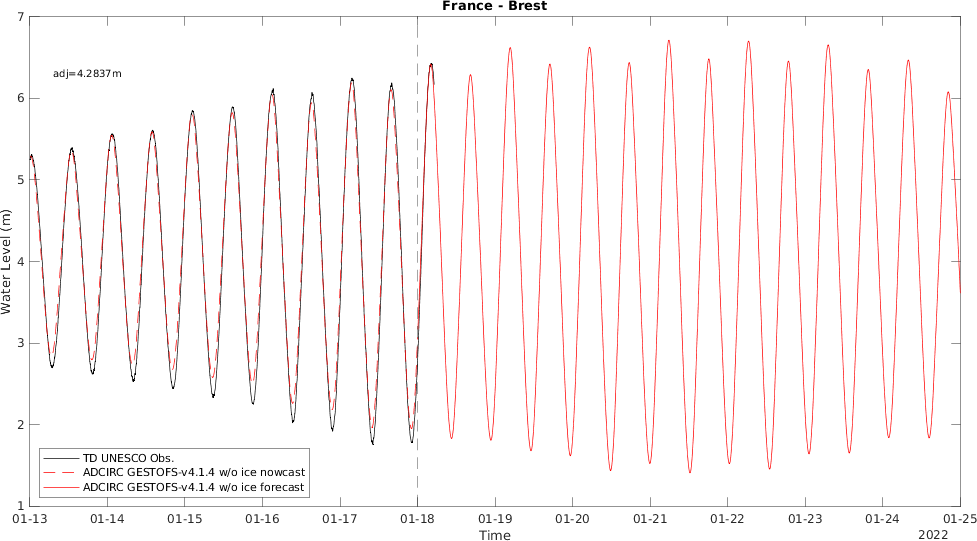 France - Brest
7
adj=4.2837m
6
5
4
3
2
1
Water Level (m)
TD UNESCO Obs.
ADCIRC GESTOFS-v4.1.4 w/o ice nowcast
ADCIRC GESTOFS-v4.1.4 w/o ice forecast
01-13 01-14 01-15 01-16 01-17 01-18 01-19 01-20 01-21 01-22 01-23 01-24 01-25
Time
2022